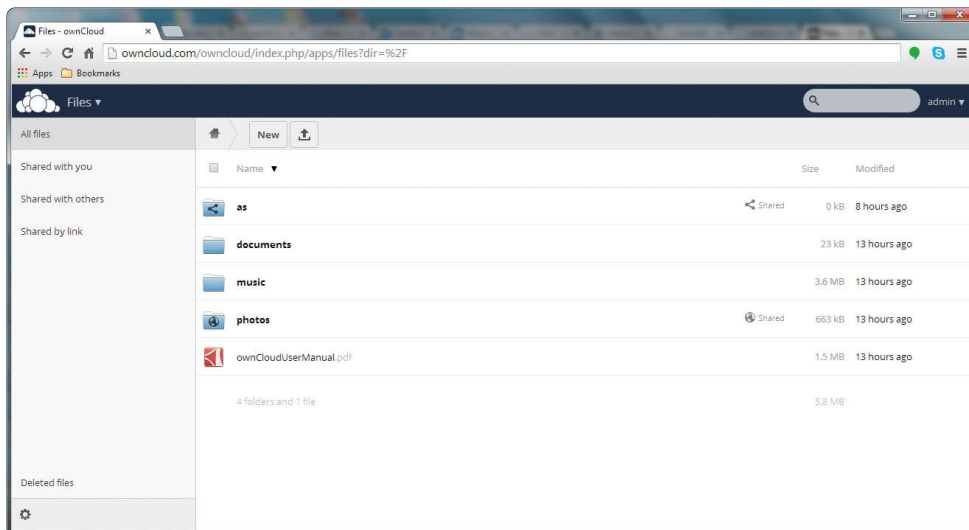 Files - ownCloud
owncloud.com/owncloud/index.php/apps/files?dir=%2F
Apps Bookmarks
Files ▾ admin ▾
All files
New
Shared with you
Name ▼ Size Modified
Shared with others
as Shared 0 kB 8 hours ago
Shared by link
documents 23 kB 13 hours ago
music 3.6 MB 13 hours ago
photos Shared 663 kB 13 hours ago
ownCloudUserManual.pdf 1.5 MB 13 hours ago
4 folders and 1 file 5.8 MB
Deleted files